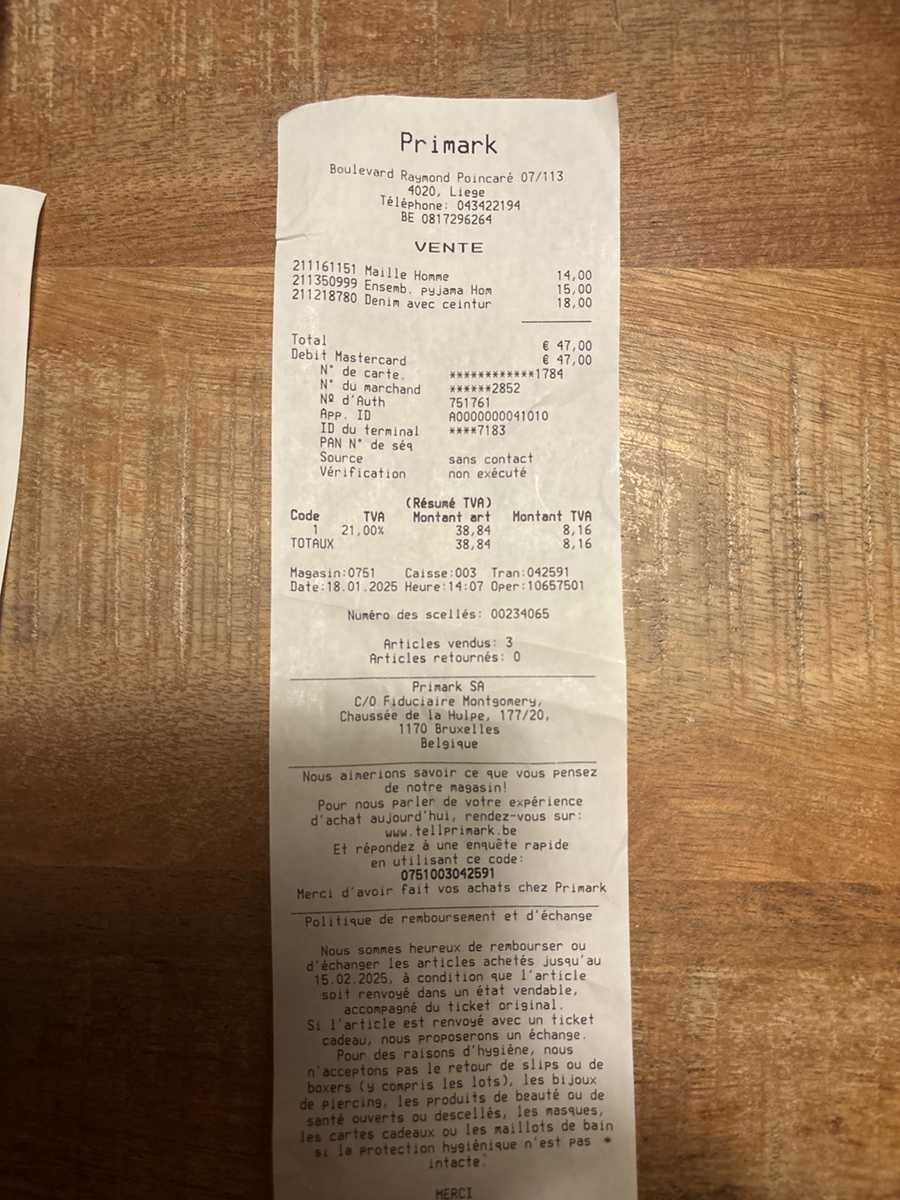 Primark
Boulevard Raymond Poincaré 07/113
4020, Liege
Téléphone: 043422194
BE 0817296264
VENTE
211161151 Maille Homme 14,00
211350999 Ensemb. pyjama Hom 15,00
211218780 Denim avec ceintur 18,00
Total € 47,00
Debit Mastercard € 47,00
N° de carte. ************1784
N° du marchand ******2852
Nº d'Auth 751761
App. ID A0000000041010
ID du terminal ****7183
PAN N° de séq
Source sans contact
Vérification non exécuté
(Résumé TVA)
Code TVA Montant art Montant TVA
1 21,00% 38,84 8,16
TOTAUX 38,84 8,16
Magasin:0751 Caisse:003 Tran:042591
Date:18.01.2025 Heure:14:07 Oper:10657501
Numéro des scellés: 00234065
Articles vendus: 3
Articles retournés: 0
Primark SA
C/O Fiduciaire Montgomery,
Chaussée de la Hulpe, 177/20,
1170 Bruxelles
Belgique
Nous aimerions savoir ce que vous pensez
de notre magasin!
Pour nous parler de votre expérience
d'achat aujourd'hui, rendez-vous sur:
www.tellprimark.be
Et répondez à une enquête rapide
en utilisant ce code:
0751003042591
Merci d'avoir fait vos achats chez Primark
Politique de remboursement et d'échange
Nous sommes heureux de rembourser ou
d'échanger les articles achetés jusqu'au
15.02.2025, à condition que l'article
soit renvoyé dans un état vendable,
accompagné du ticket original.
Si l'article est renvoyé avec un ticket
cadeau, nous proposerons un échange.
Pour des raisons d'hygiène, nous
n'acceptons pas le retour de slips ou de
boxers (y compris les lots), les bijoux
de piercing, les produits de beauté ou de
santé ouverts ou descellés, les masques,
les cartes cadeaux ou les maillots de bain
si la protection hygiénique n'est pas
intacte.
MERCI